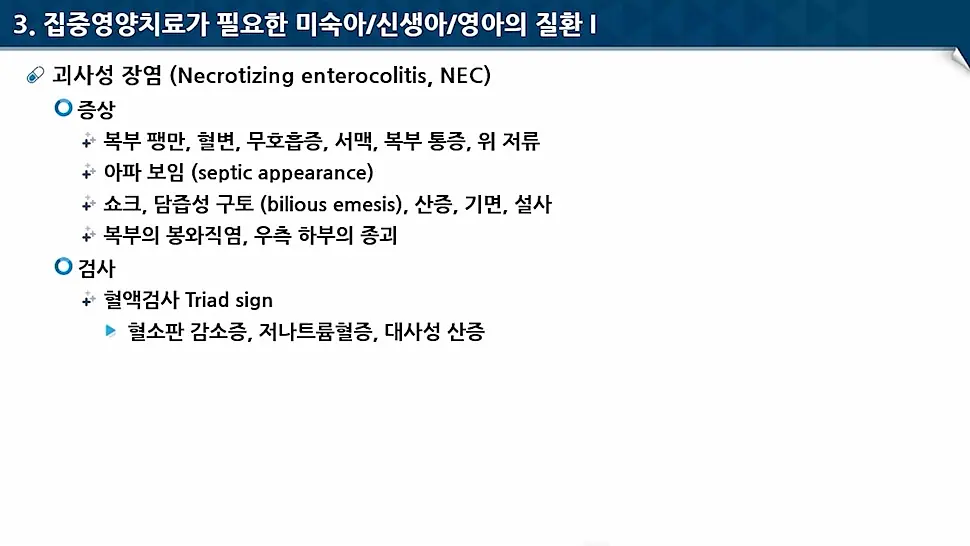 3. 집중영양치료가 필요한 미숙아/신생아/영아의 질환 I
괴사성 장염 (Necrotizing enterocolitis, NEC)
증상
복부 팽만, 혈변, 무호흡증, 서맥, 복부 통증, 위 저류
아파 보임 (septic appearance)
쇼크, 담즙성 구토 (bilious emesis), 산증, 기면, 설사
복부의 봉와직염, 우측 하부의 종괴
검사
혈액검사 Triad sign
혈소판 감소증, 저나트륨혈증, 대사성 산증